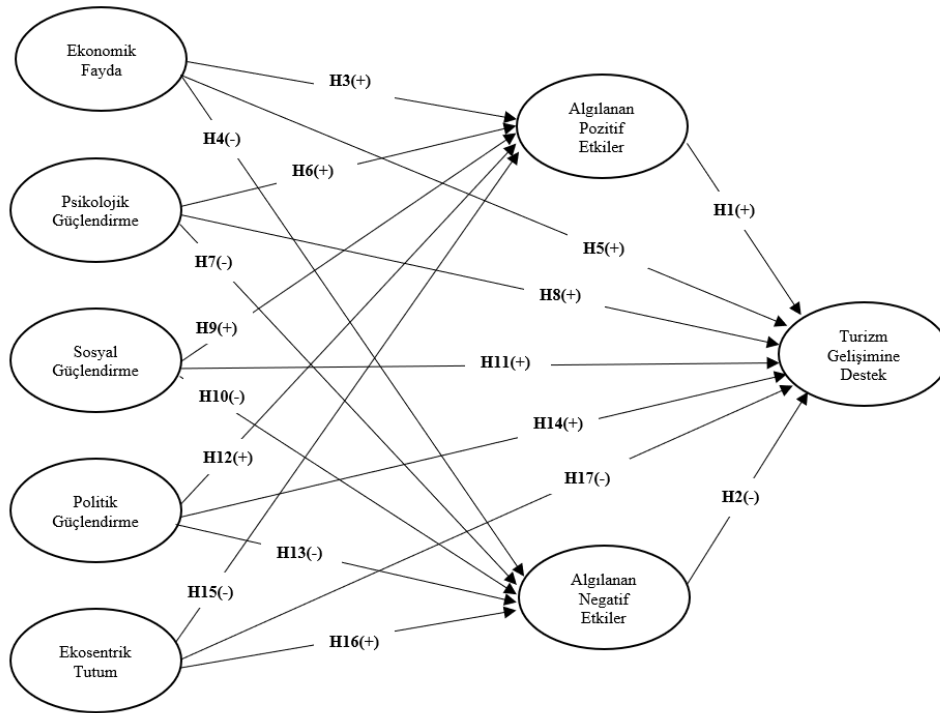 Ekonomik
Fayda
H3(+)
Algılanan
Pozitif
Etkiler
H4(-)
H6(+)
Psikolojik
Güçlendirme
H1(+)
H5(+)
H7(-)
H8(+)
H9(+)
Sosyal
Güçlendirme
H11(+)
Turizm
Gelişimine
Destek
H10(-)
H14(+)
H12(+)
H17(-)
Politik
Güçlendirme
H2(-)
H13(-)
Algılanan
Negatif
Etkiler
H15(-)
H16(+)
Ekosentrik
Tutum